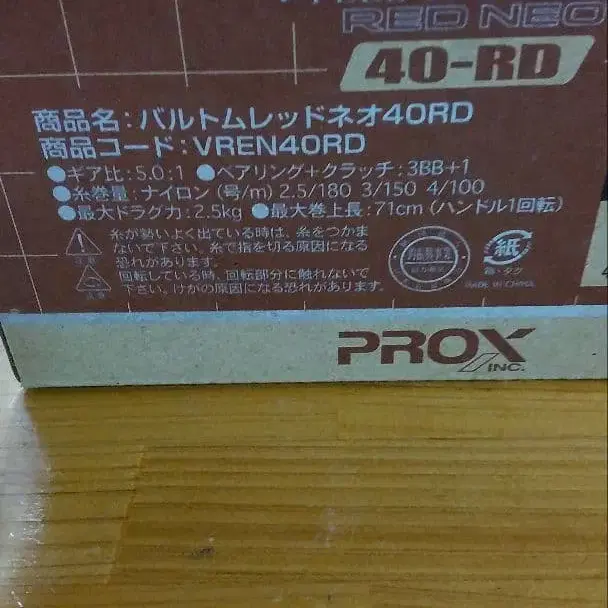 RED NEO
40-RD
商品名:バルトムレッドネオ40RD
商品コード:VREN40RD
●ギア比:5.0:1 ●ベアリング+クラッチ:3BB+1
●糸巻量:ナイロン(号/m) 2.5/180 3/150 4/100
●最大ドラグ力:2.5kg ●最大巻上長:71cm(ハンドル1回転)
糸が勢いよく出ている時は、糸をつかま
ないで下さい。糸で指を切る原因になる
恐れがあります。
回転している時、回転部分に触れないで
下さい。けがの原因になる恐れがあります。
注意
注意
紙
箱・タグ
MADE IN CHINA
PROX
INC.